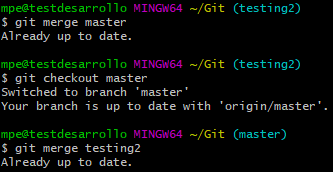 mpe@testdesarrollo MINGW64 ~/Git (testing2)
$ git merge master
Already up to date.
mpe@testdesarrollo MINGW64 ~/Git (testing2)
$ git checkout master
Switched to branch 'master'
Your branch is up to date with 'origin/master'.
mpe@testdesarrollo MINGW64 ~/Git (master)
$ git merge testing2
Already up to date.